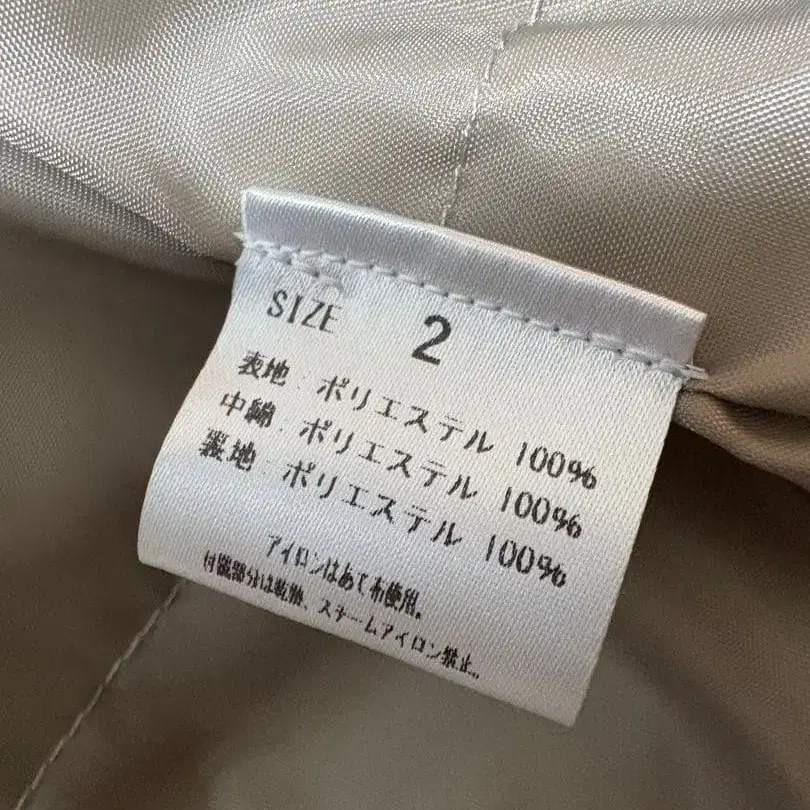 SIZE 2
表地:ポリエステル 100%
中綿:ポリエステル 100%
裏地:ポリエステル 100%
アイロンはあて布使用。
付属部分は乾熱、スチームアイロン禁止。